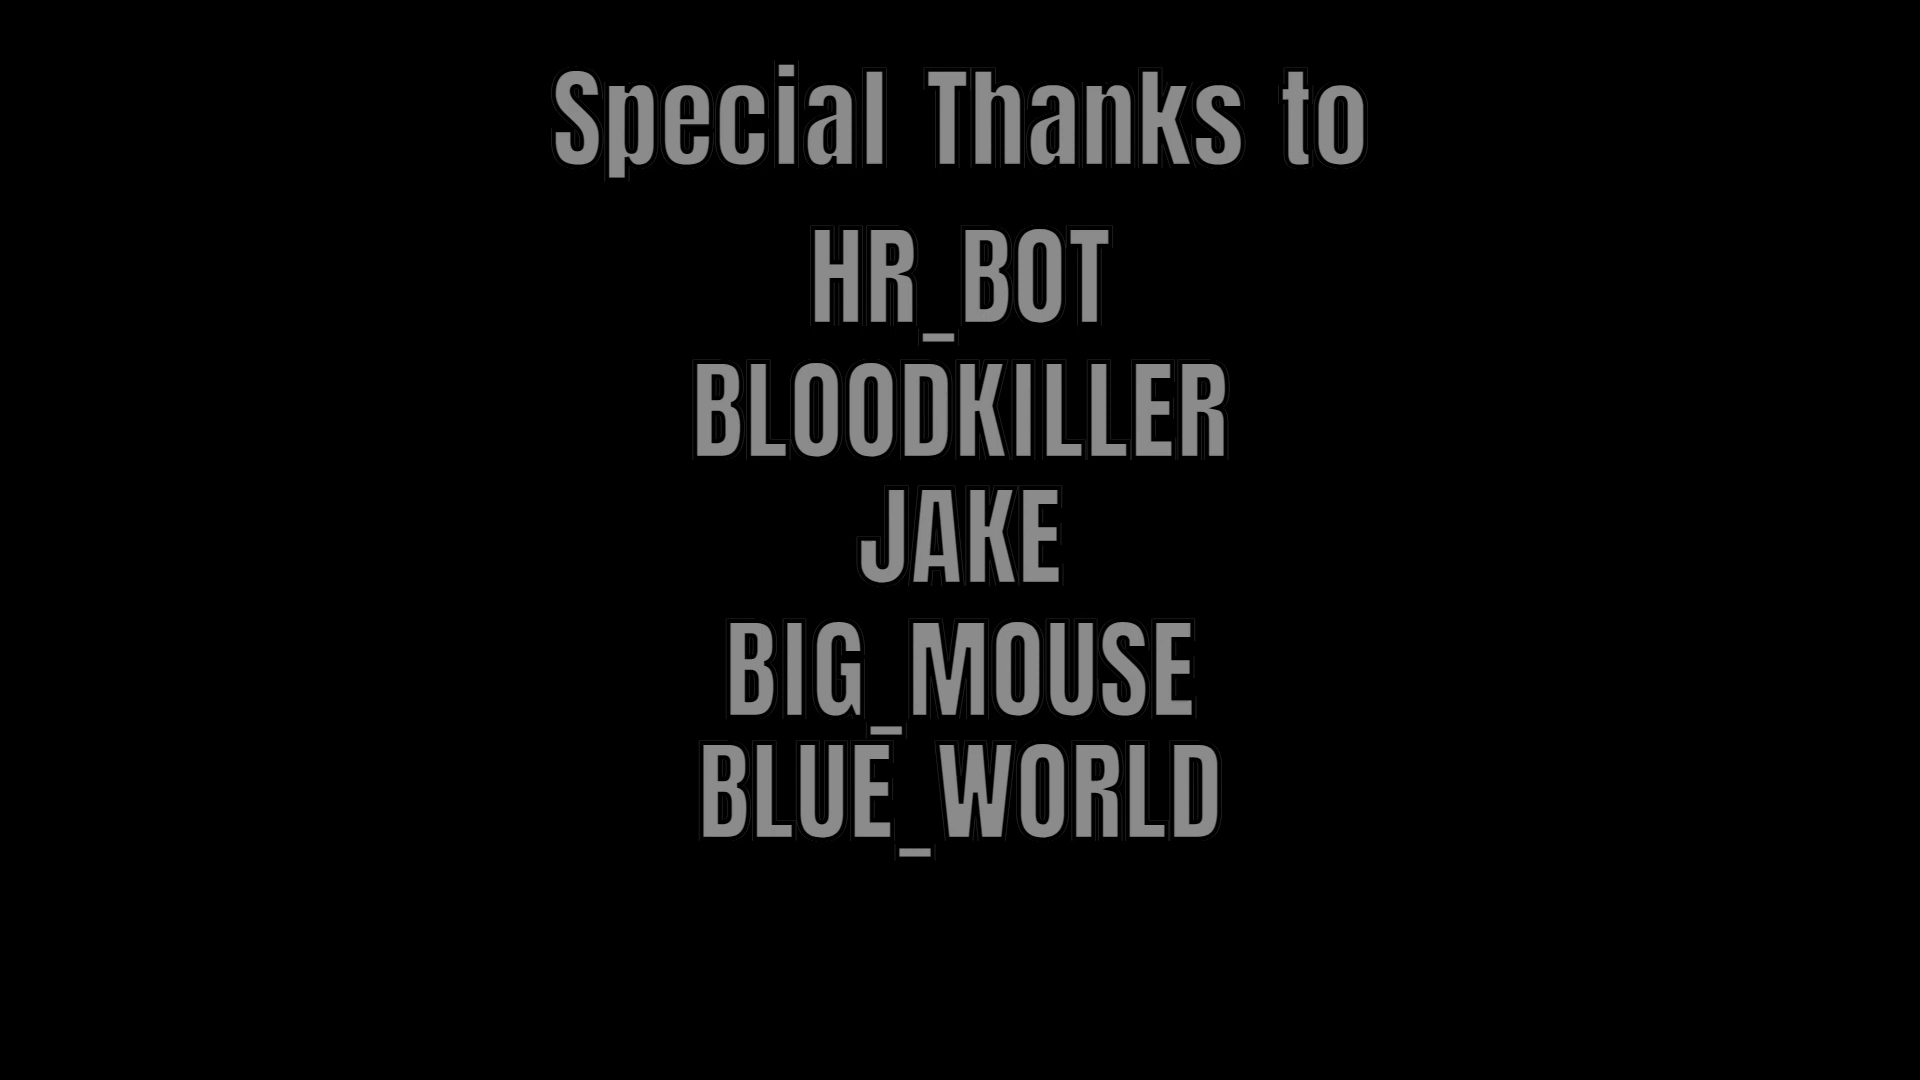 Special Thanks to
HR_BOT
BLOODKILLER
JAKE
BIG_MOUSE
BLUE_WORLD